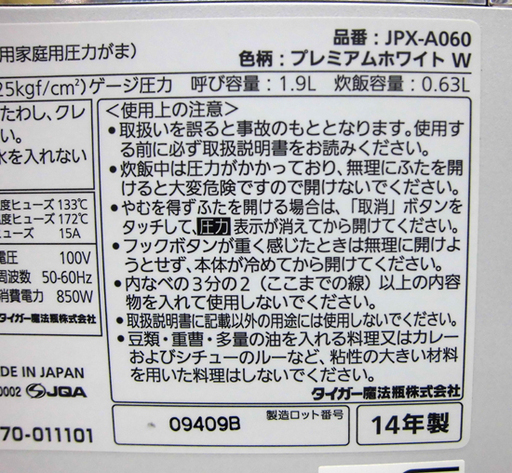 品番：JPX-A060
用家庭用圧力がま）
色柄：プレミアムホワイト W
25kgf/cm²)ゲージ圧力 呼び容量：1.9L 炊飯容量：0.63L
たわし、クレ
い
水を入れない
度ヒューズ 133℃
度ヒューズ 172℃
ヒューズ 15A
電圧 100V
周波数 50-60Hz
消費電力 850W
タイガー魔法瓶株式会社
＜使用上の注意＞
•取扱いを誤ると事故のもととなります。使用す
る前に必ず取扱説明書をお読みください。
•炊飯中は圧力がかかっており、無理にふたを開
けると大変危険ですので開けないでください。
•やむを得ずふたを開ける場合は、「取消」ボタンを
タッチして、圧力表示が消えてから開けてください。
•フックボタンが重く感じたときは無理に開けよ
うとせず、本体が冷めてから開けてください。
•内なべの３分の２（ここまでの線）以上の内容
物を入れて使用しないでください。
•取扱説明書に記載以外の用途には使用しないでください。
•豆類・重曹・多量の油を入れる料理又はカレー
およびシチューのルーなど、粘性の大きい材料
を用いた料理はしないでください。
タイガー魔法瓶株式会社
DE IN JAPAN
0002 JQA
70-011101
09409B
製造ロット番号
14年製